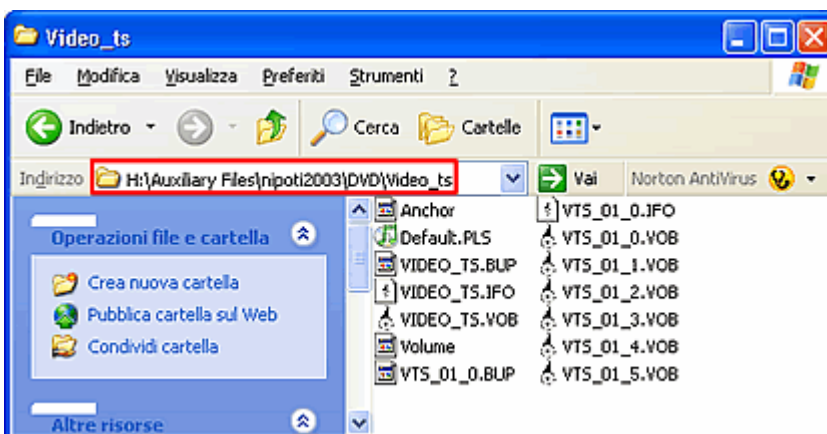 Video_ts
File Modifica Visualizza Preferiti Strumenti ?
Indietro Cerca Cartelle
Indirizzo H:\Auxiliary Files\nipoti2003\DVD\Video_ts Vai Norton AntiVirus
Operazioni file e cartella
Crea nuova cartella
Pubblica cartella sul Web
Condividi cartella
Altre risorse
Anchor
Default.PLS
VIDEO_TS.BUP
VIDEO_TS.IFO
VIDEO_TS.VOB
Volume
VTS_01_0.BUP
VTS_01_0.IFO
VTS_01_0.VOB
VTS_01_1.VOB
VTS_01_2.VOB
VTS_01_3.VOB
VTS_01_4.VOB
VTS_01_5.VOB